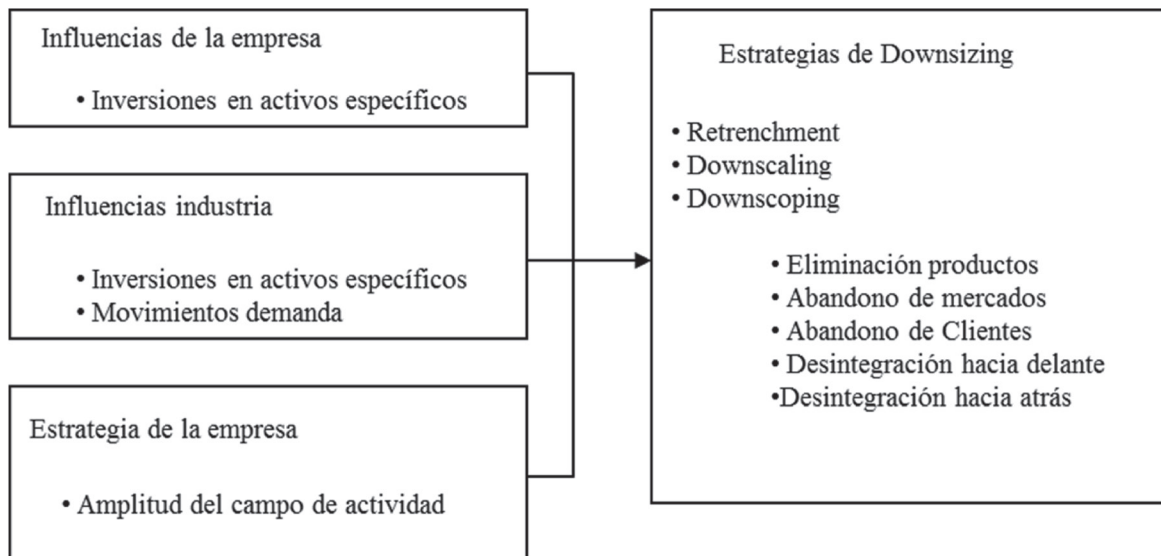 Influencias de la empresa
• Inversiones en activos específicos
Influencias industria
• Inversiones en activos específicos
• Movimientos demanda
Estrategia de la empresa
• Amplitud del campo de actividad
Estrategias de Downsizing
• Retrenchment
• Downscaling
• Downscoping
• Eliminación productos
• Abandono de mercados
• Abandono de Clientes
• Desintegración hacia delante
•Desintegración hacia atrás